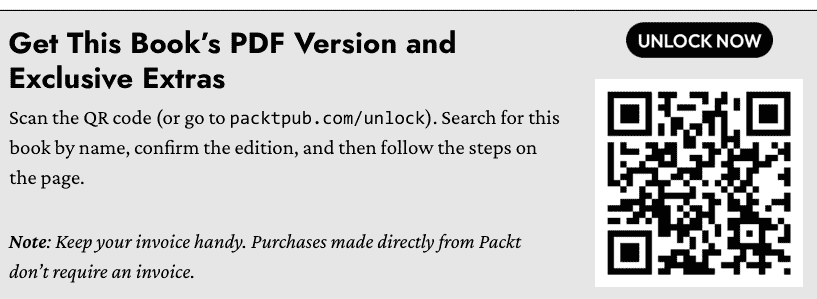 Get This Book’s PDF Version and
Exclusive Extras
UNLOCK NOW
Scan the QR code (or go to packtpub.com/unlock). Search for this
book by name, confirm the edition, and then follow the steps on
the page.
Note: Keep your invoice handy. Purchases made directly from Packt
don’t require an invoice.